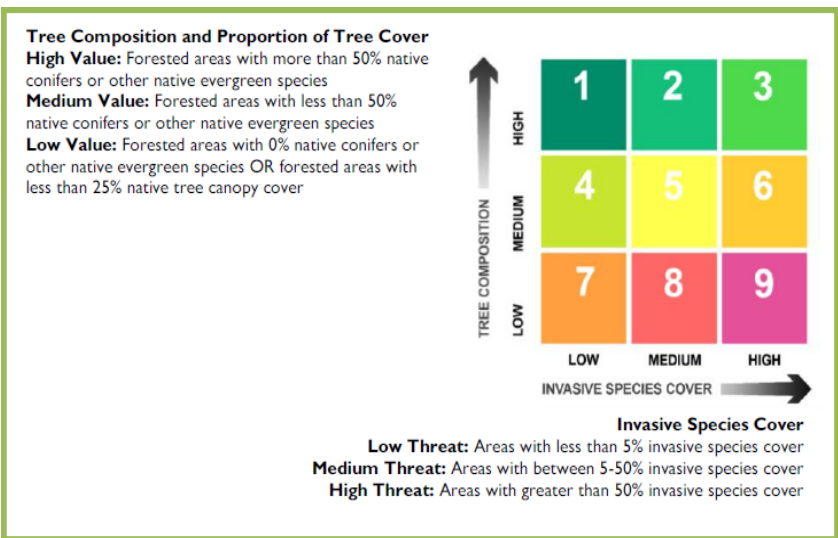 Tree Composition and Proportion of Tree Cover
High Value: Forested areas with more than 50% native
conifers or other native evergreen species
Medium Value: Forested areas with less than 50%
native conifers or other native evergreen species
Low Value: Forested areas with 0% native conifers or
other native evergreen species OR forested areas with
less than 25% native tree canopy cover
TREE COMPOSITION
HIGH
1 2 3
MEDIUM
4 5 6
LOW
7 8 9
LOW MEDIUM HIGH
INVASIVE SPECIES COVER
Invasive Species Cover
Low Threat: Areas with less than 5% invasive species cover
Medium Threat: Areas with between 5-50% invasive species cover
High Threat: Areas with greater than 50% invasive species cover